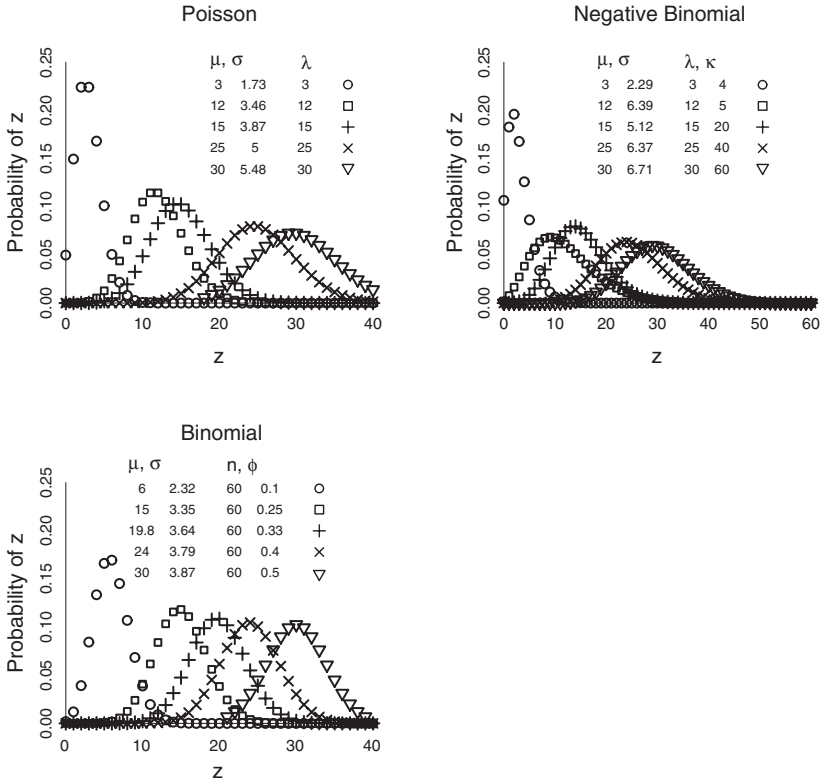 Poisson
μ, σ λ
3 1.73 3
12 3.46 12
15 3.87 15
25 5 25
30 5.48 30
Probability of z
0.00 0.05 0.10 0.15 0.20 0.25
0 10 20 30 40
z
Negative Binomial
μ, σ λ, κ
3 2.29 3 4
12 6.39 12 5
15 5.12 15 20
25 6.37 25 40
30 6.71 30 60
Probability of z
0.00 0.05 0.10 0.15 0.20 0.25
0 10 20 30 40 50 60
z
Binomial
μ, σ n, ϕ
6 2.32 60 0.1
15 3.35 60 0.25
19.8 3.64 60 0.33
24 3.79 60 0.4
30 3.87 60 0.5
Probability of z
0.00 0.05 0.10 0.15 0.20 0.25
0 10 20 30 40
z